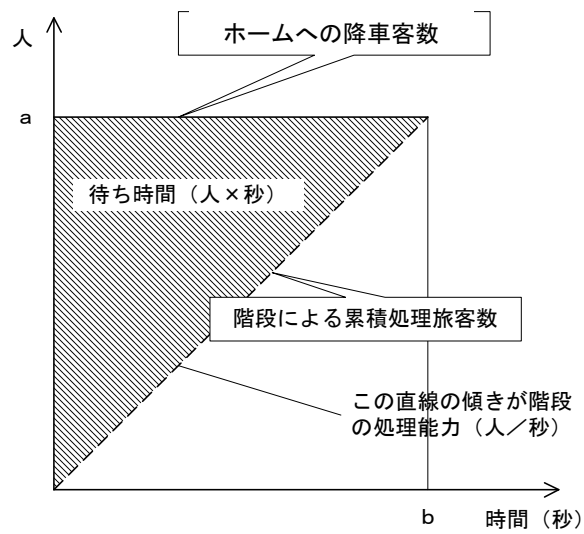 人
ホームへの降車客数
a
待ち時間（人×秒）
階段による累積処理旅客数
この直線の傾きが階段
の処理能力（人／秒）
b
時間（秒）